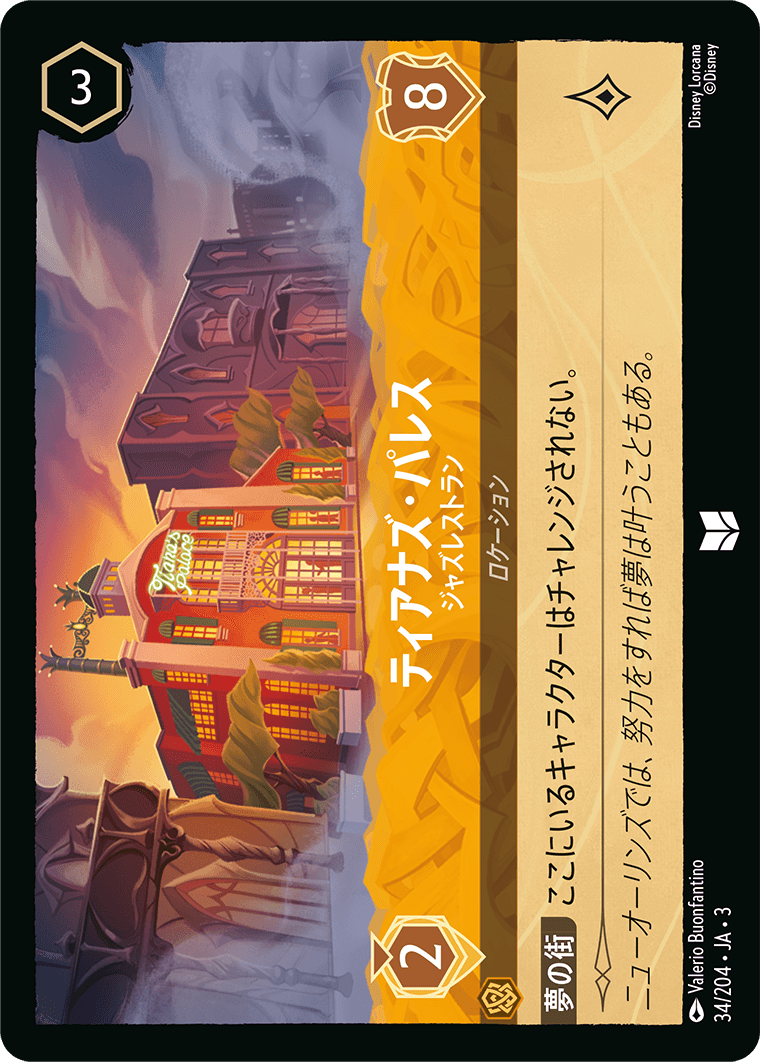 3
Tiana's
Palace
2
ティアナズ・パレス
8
ジャズレストラン
ロケーション
夢の街 ここにいるキャラクターはチャレンジされない。
ニューオーリンズでは、努力をすれば夢は叶うこともある。
Valerio Buonfantino
34/204・JA・3
Disney Lorcana
©Disney